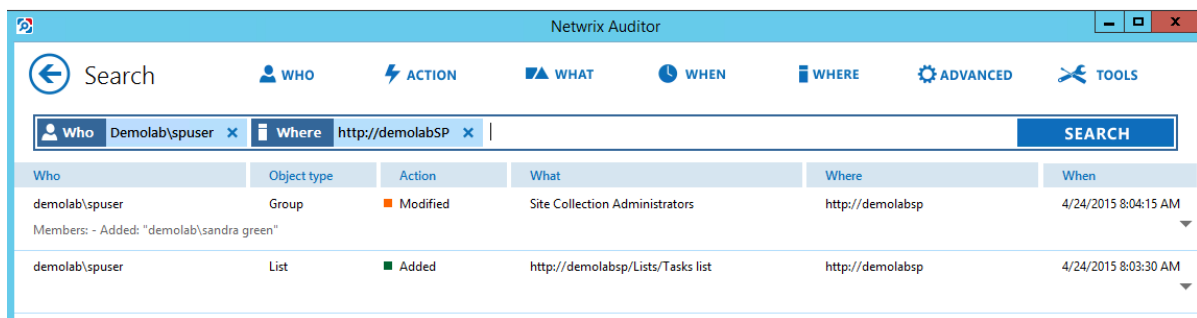 Netwrix Auditor
Search WHO ACTION WHAT WHEN WHERE ADVANCED TOOLS
Who Demolab\spuser Where http://demolabSP SEARCH
Who Object type Action What Where When
demolab\spuser Group Modified Site Collection Administrators http://demolabsp 4/24/2015 8:04:15 AM
Members: - Added: "demolab\sandra green"
demolab\spuser List Added http://demolabsp/Lists/Tasks list http://demolabsp 4/24/2015 8:03:30 AM